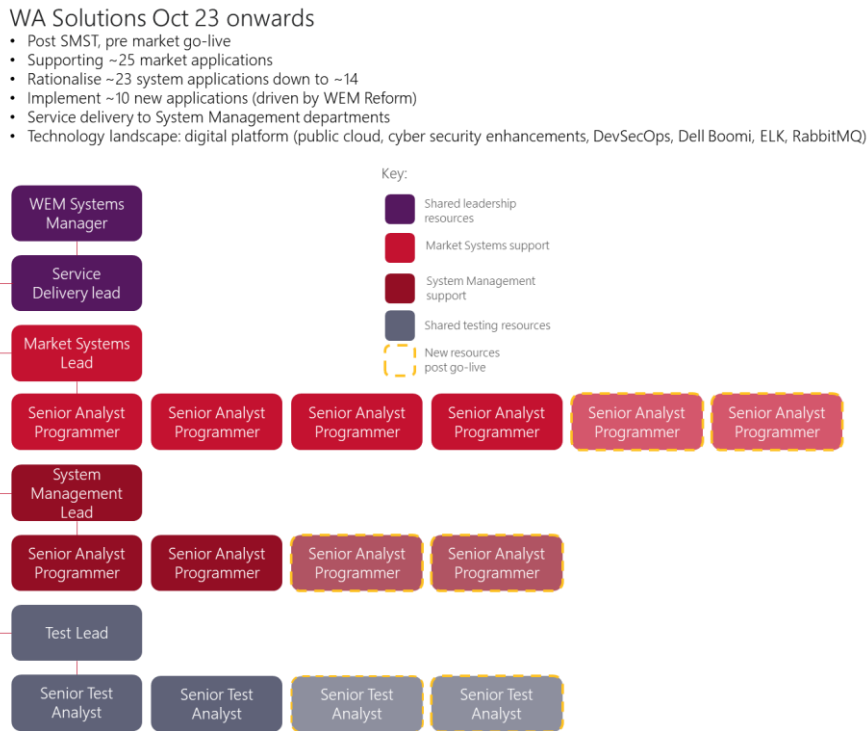 WA Solutions Oct 23 onwards
• Post SMST, pre market go-live
• Supporting ~25 market applications
• Rationalise ~23 system applications down to ~14
• Implement ~10 new applications (driven by WEM Reform)
• Service delivery to System Management departments
• Technology landscape: digital platform (public cloud, cyber security enhancements, DevSecOps, Dell Boomi, ELK, RabbitMQ)
Key:
Shared leadership
resources
Market Systems support
System Management
support
Shared testing resources
New resources
post go-live
WEM Systems
Manager
Service
Delivery lead
Market Systems
Lead
Senior Analyst
Programmer
Senior Analyst
Programmer
Senior Analyst
Programmer
Senior Analyst
Programmer
Senior Analyst
Programmer
Senior Analyst
Programmer
System
Management
Lead
Senior Analyst
Programmer
Senior Analyst
Programmer
Senior Analyst
Programmer
Senior Analyst
Programmer
Test Lead
Senior Test
Analyst
Senior Test
Analyst
Senior Test
Analyst
Senior Test
Analyst